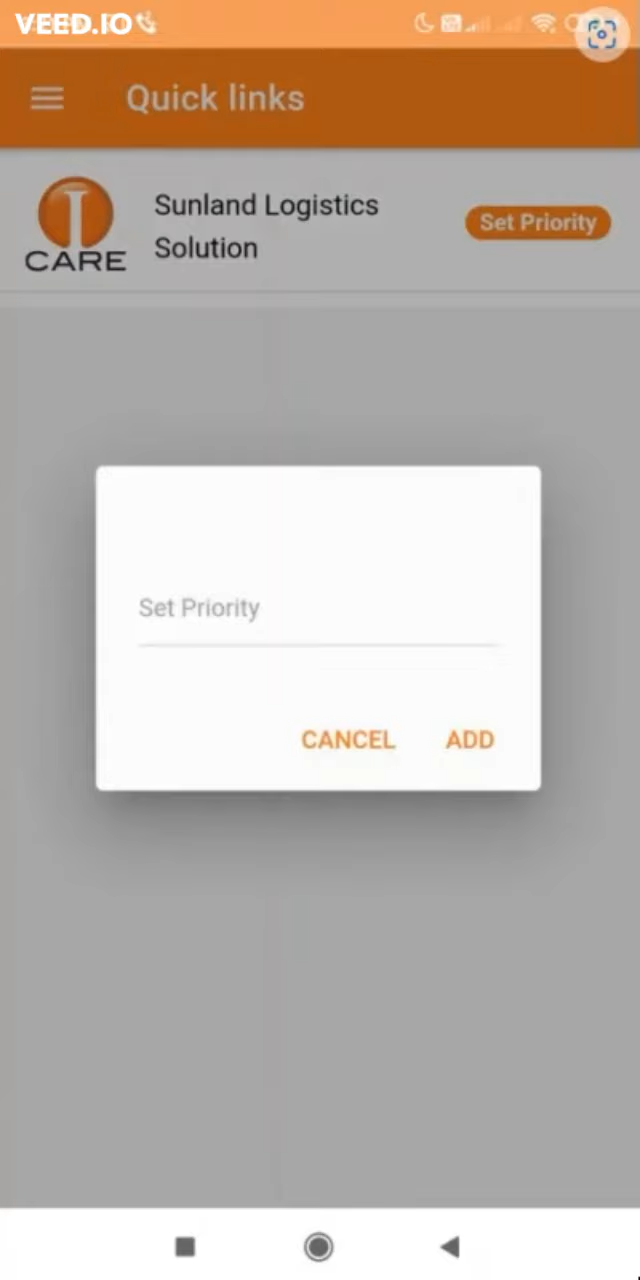 VEED.IO
Quick links
I
CARE
Sunland Logistics
Solution
Set Priority
Set Priority
CANCEL
ADD